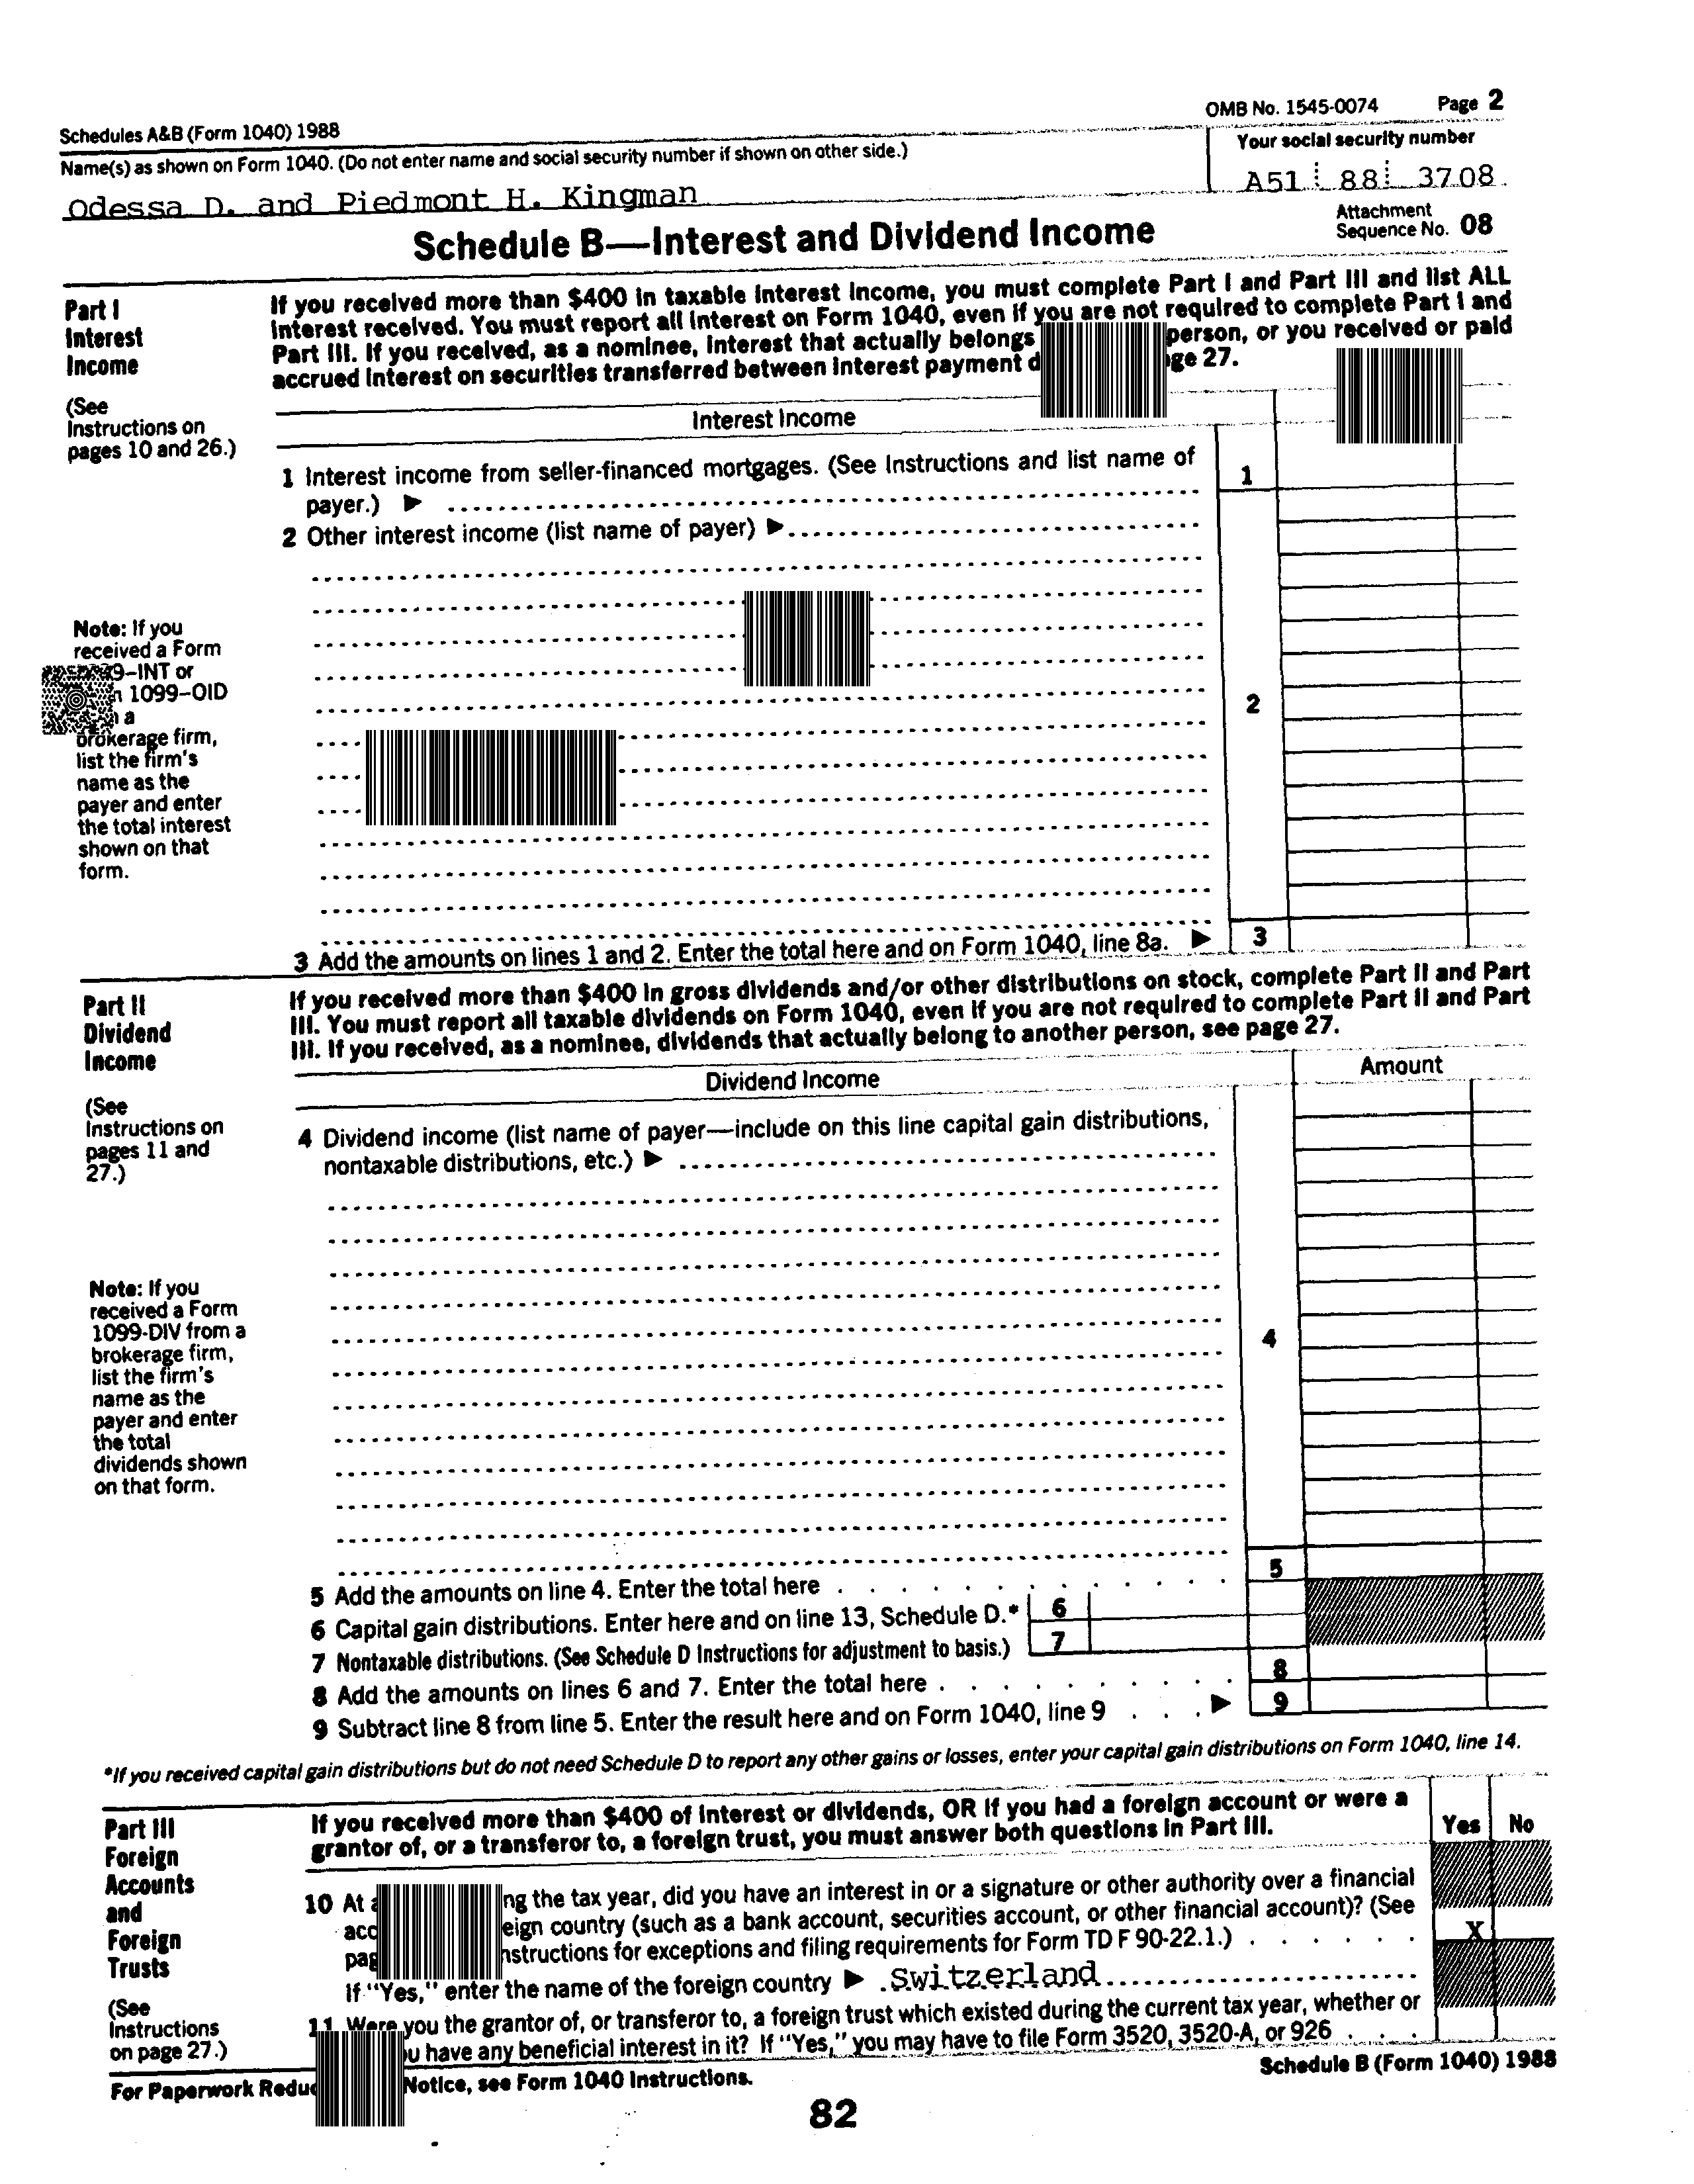 Schedules A&B (Form 1040) 1988
OMB No. 1545-0074
Page 2
Name(s) as shown on Form 1040. (Do not enter name and social security number if shown on other side.)
Your social security number
Odessa D. and Piedmont H. Kingman
A51 88 3708
Schedule B—Interest and Dividend Income
Attachment
Sequence No. 08
Part I
Interest
Income
(See
Instructions on
pages 10 and 26.)
If you received more than $400 in taxable interest income, you must complete Part I and Part III and list ALL
interest received. You must report all interest on Form 1040, even if you are not required to complete Part I and
Part III. If you received, as a nominee, interest that actually belongs person, or you received or paid
accrued interest on securities transferred between interest payment 27.
Interest Income
1 Interest income from seller-financed mortgages. (See Instructions and list name of
payer.) ▶
1
2 Other interest income (list name of payer) ▶
Note: If you
received a Form
–INT or
1099–OID
a
brokerage firm,
list the firm's
name as the
payer and enter
the total interest
shown on that
form.
2
3 Add the amounts on lines 1 and 2. Enter the total here and on Form 1040, line 8a. ▶
3
Part II
Dividend
Income
(See
Instructions on
pages 11 and
27.)
If you received more than $400 in gross dividends and/or other distributions on stock, complete Part II and Part
III. You must report all taxable dividends on Form 1040, even if you are not required to complete Part II and Part
III. If you received, as a nominee, dividends that actually belong to another person, see page 27.
Dividend Income
Amount
4 Dividend income (list name of payer—include on this line capital gain distributions,
nontaxable distributions, etc.) ▶
Note: If you
received a Form
1099-DIV from a
brokerage firm,
list the firm's
name as the
payer and enter
the total
dividends shown
on that form.
4
5 Add the amounts on line 4. Enter the total here
5
6 Capital gain distributions. Enter here and on line 13, Schedule D.*
6
7 Nontaxable distributions. (See Schedule D Instructions for adjustment to basis.)
7
8 Add the amounts on lines 6 and 7. Enter the total here
8
9 Subtract line 8 from line 5. Enter the result here and on Form 1040, line 9 ▶
9
*If you received capital gain distributions but do not need Schedule D to report any other gains or losses, enter your capital gain distributions on Form 1040, line 14.
Part III
Foreign
Accounts
and
Foreign
Trusts
(See
Instructions
on page 27.)
If you received more than $400 of interest or dividends, OR if you had a foreign account or were a
grantor of, or a transferor to, a foreign trust, you must answer both questions in Part III.
Yes No
10 At the tax year, did you have an interest in or a signature or other authority over a financial
country (such as a bank account, securities account, or other financial account)? (See
for exceptions and filing requirements for Form TD F 90-22.1.)
X
If "Yes," enter the name of the foreign country ▶ Switzerland
11 Were you the grantor of, or transferor to, a foreign trust which existed during the current tax year, whether or
have any beneficial interest in it? If "Yes," you may have to file Form 3520, 3520-A, or 926
For Paperwork Notice, see Form 1040 Instructions.
Schedule B (Form 1040) 1988
82